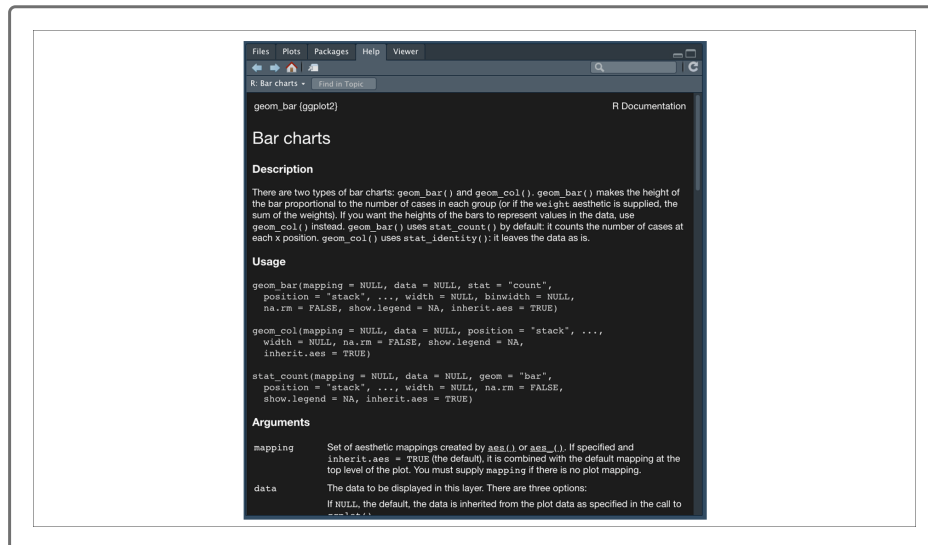 Files Plots Packages Help Viewer
R: Bar charts Find in Topic
geom_bar {ggplot2} R Documentation
Bar charts
Description
There are two types of bar charts: geom_bar() and geom_col(). geom_bar() makes the height of
the bar proportional to the number of cases in each group (or if the weight aesthetic is supplied, the
sum of the weights). If you want the heights of the bars to represent values in the data, use
geom_col() instead. geom_bar() uses stat_count() by default: it counts the number of cases at
each x position. geom_col() uses stat_identity(): it leaves the data as is.
Usage
geom_bar(mapping = NULL, data = NULL, stat = "count",
position = "stack", ..., width = NULL, binwidth = NULL,
na.rm = FALSE, show.legend = NA, inherit.aes = TRUE)
geom_col(mapping = NULL, data = NULL, position = "stack", ...,
width = NULL, na.rm = FALSE, show.legend = NA,
inherit.aes = TRUE)
stat_count(mapping = NULL, data = NULL, geom = "bar",
position = "stack", ..., width = NULL, na.rm = FALSE,
show.legend = NA, inherit.aes = TRUE)
Arguments
mapping Set of aesthetic mappings created by aes() or aes_(). If specified and
inherit.aes = TRUE (the default), it is combined with the default mapping at the
top level of the plot. You must supply mapping if there is no plot mapping.
data The data to be displayed in this layer. There are three options:
If NULL, the default, the data is inherited from the plot data as specified in the call to